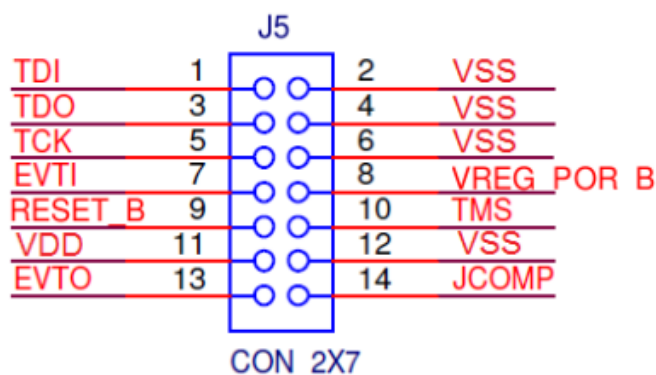 J5
TDI 1 2 VSS
TDO 3 4 VSS
TCK 5 6 VSS
EVTI 7 8 VREG_POR_B
RESET_B 9 10 TMS
VDD 11 12 VSS
EVTO 13 14 JCOMP
CON 2X7